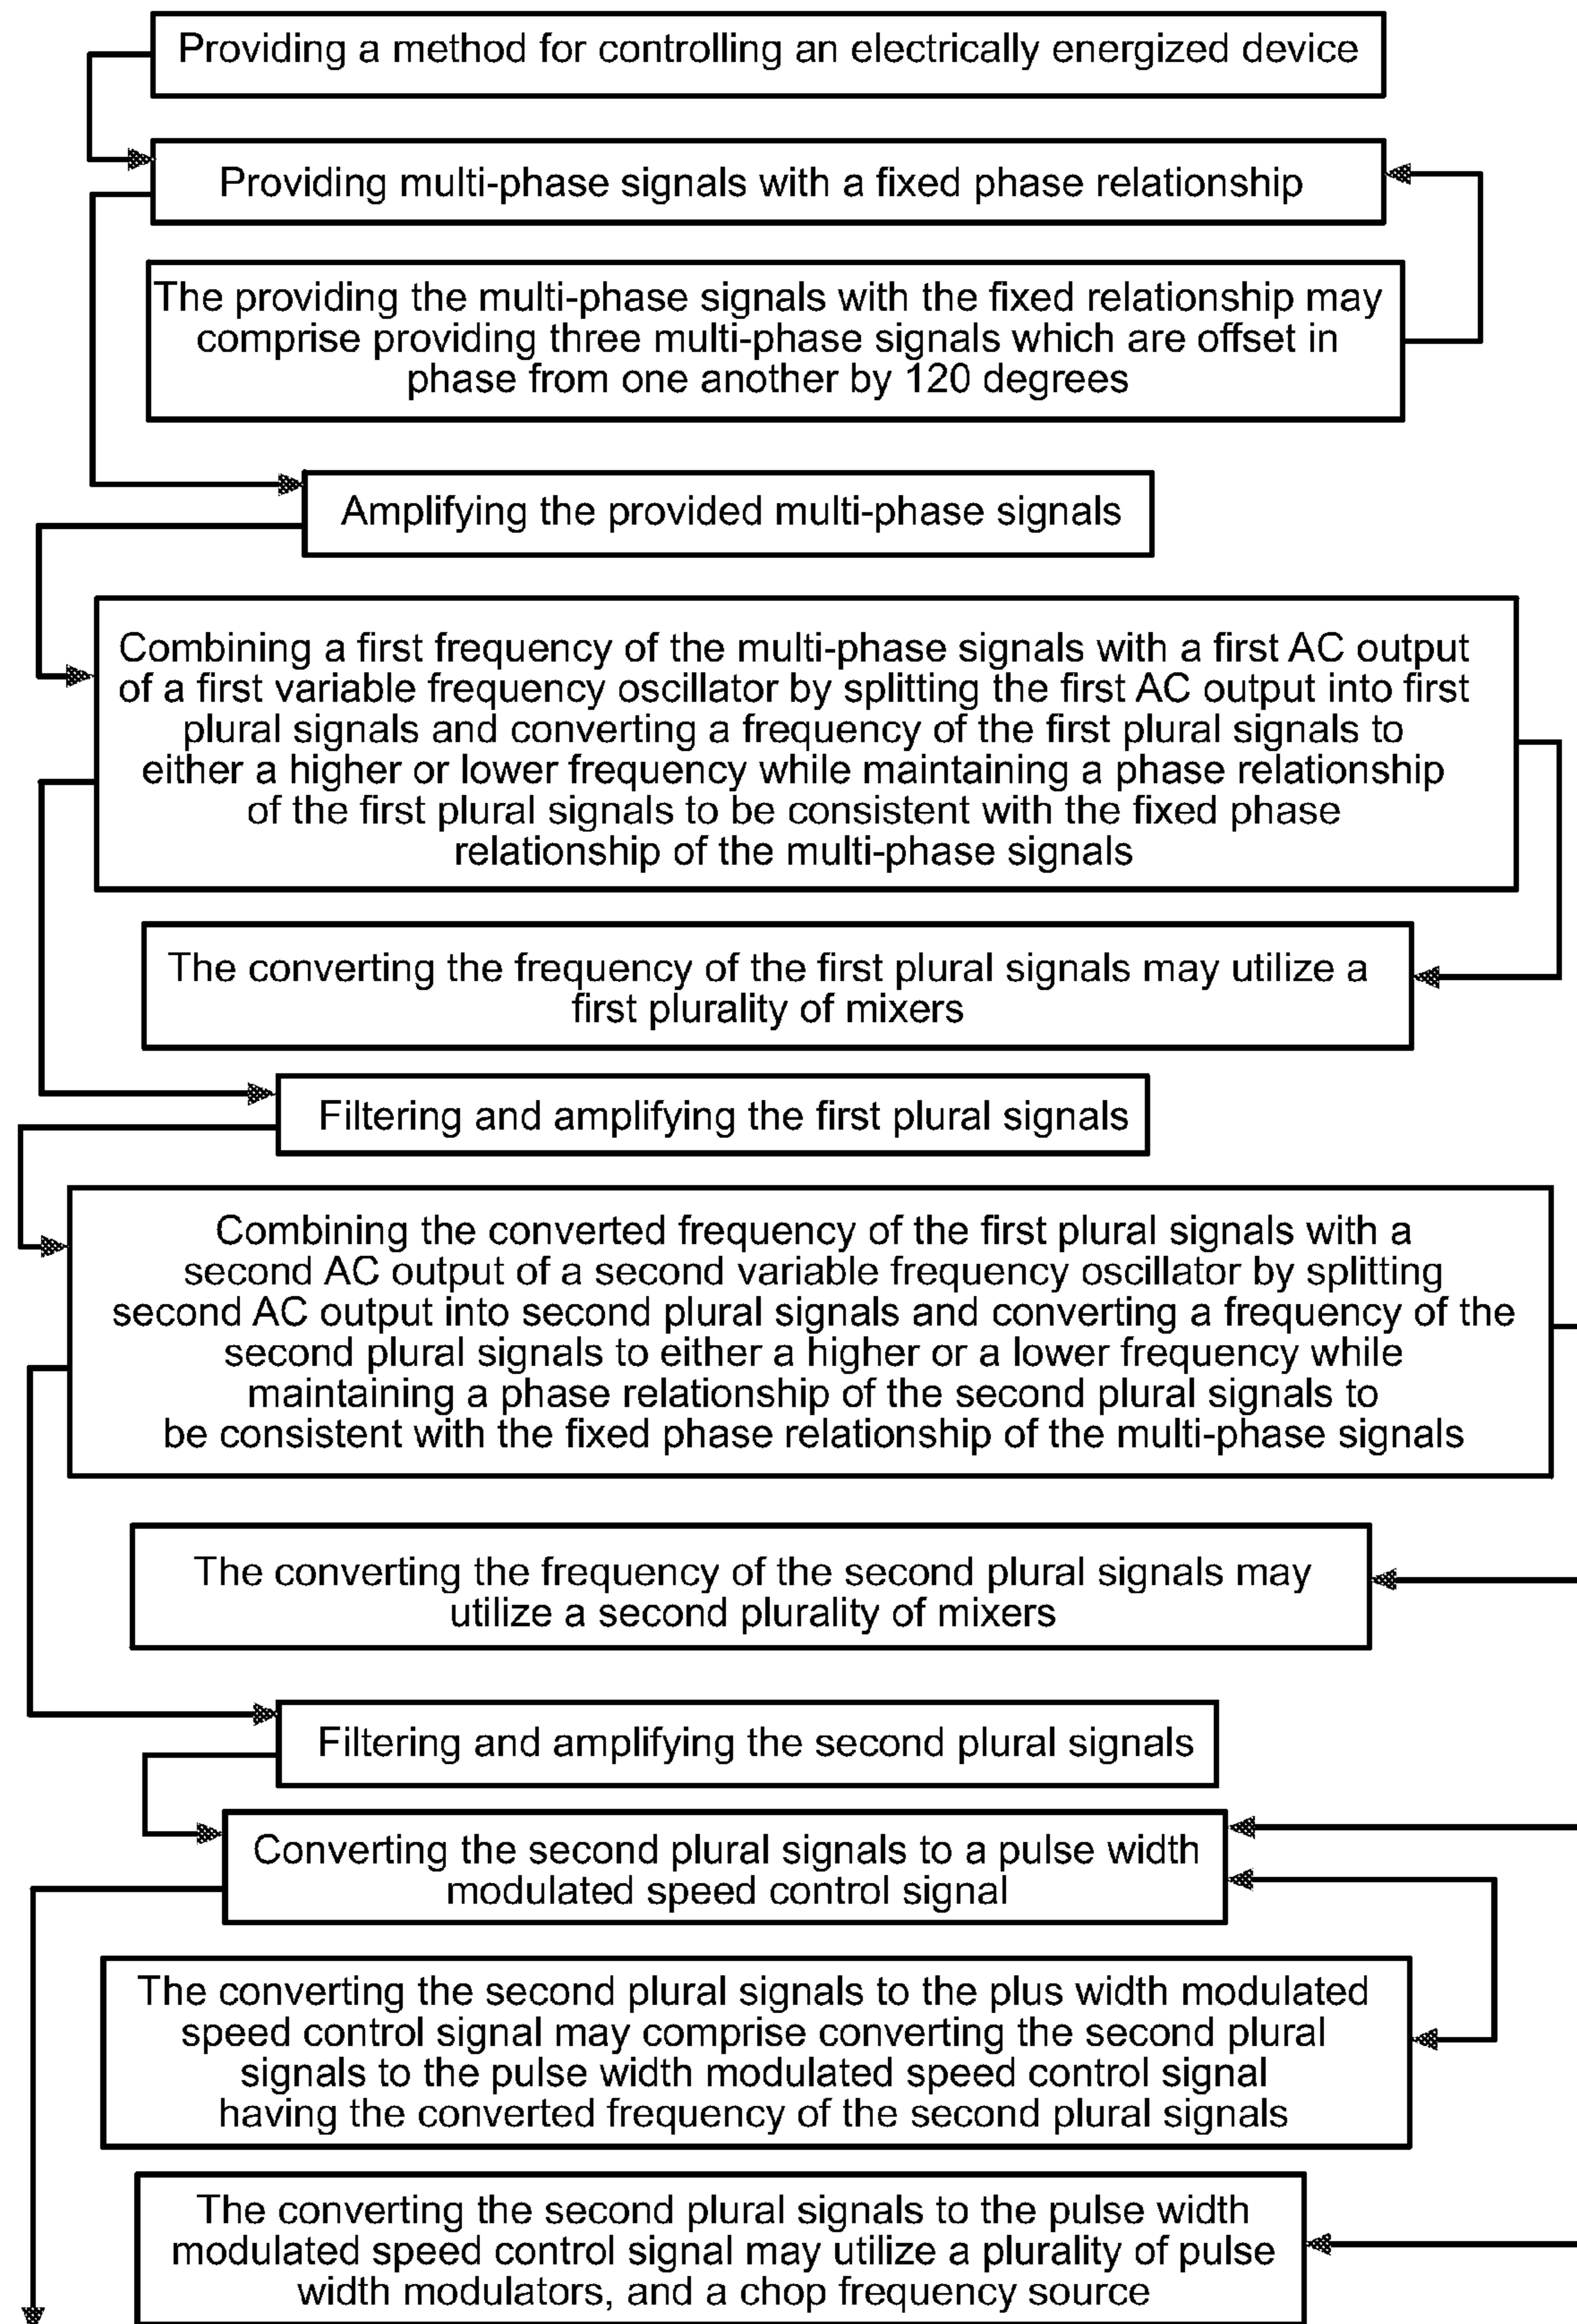 Providing a method for controlling an electrically energized device
Providing multi-phase signals with a fixed phase relationship
The providing the multi-phase signals with the fixed relationship may
comprise providing three multi-phase signals which are offset in
phase from one another by 120 degrees
Amplifying the provided multi-phase signals
Combining a first frequency of the multi-phase signals with a first AC output
of a first variable frequency oscillator by splitting the first AC output into first
plural signals and converting a frequency of the first plural signals to
either a higher or lower frequency while maintaining a phase relationship
of the first plural signals to be consistent with the fixed phase
relationship of the multi-phase signals
The converting the frequency of the first plural signals may utilize a
first plurality of mixers
Filtering and amplifying the first plural signals
Combining the converted frequency of the first plural signals with a
second AC output of a second variable frequency oscillator by splitting
second AC output into second plural signals and converting a frequency of the
second plural signals to either a higher or a lower frequency while
maintaining a phase relationship of the second plural signals to
be consistent with the fixed phase relationship of the multi-phase signals
The converting the frequency of the second plural signals may
utilize a second plurality of mixers
Filtering and amplifying the second plural signals
Converting the second plural signals to a pulse width
modulated speed control signal
The converting the second plural signals to the plus width modulated
speed control signal may comprise converting the second plural
signals to the pulse width modulated speed control signal
having the converted frequency of the second plural signals
The converting the second plural signals to the pulse width
modulated speed control signal may utilize a plurality of pulse
width modulators, and a chop frequency source